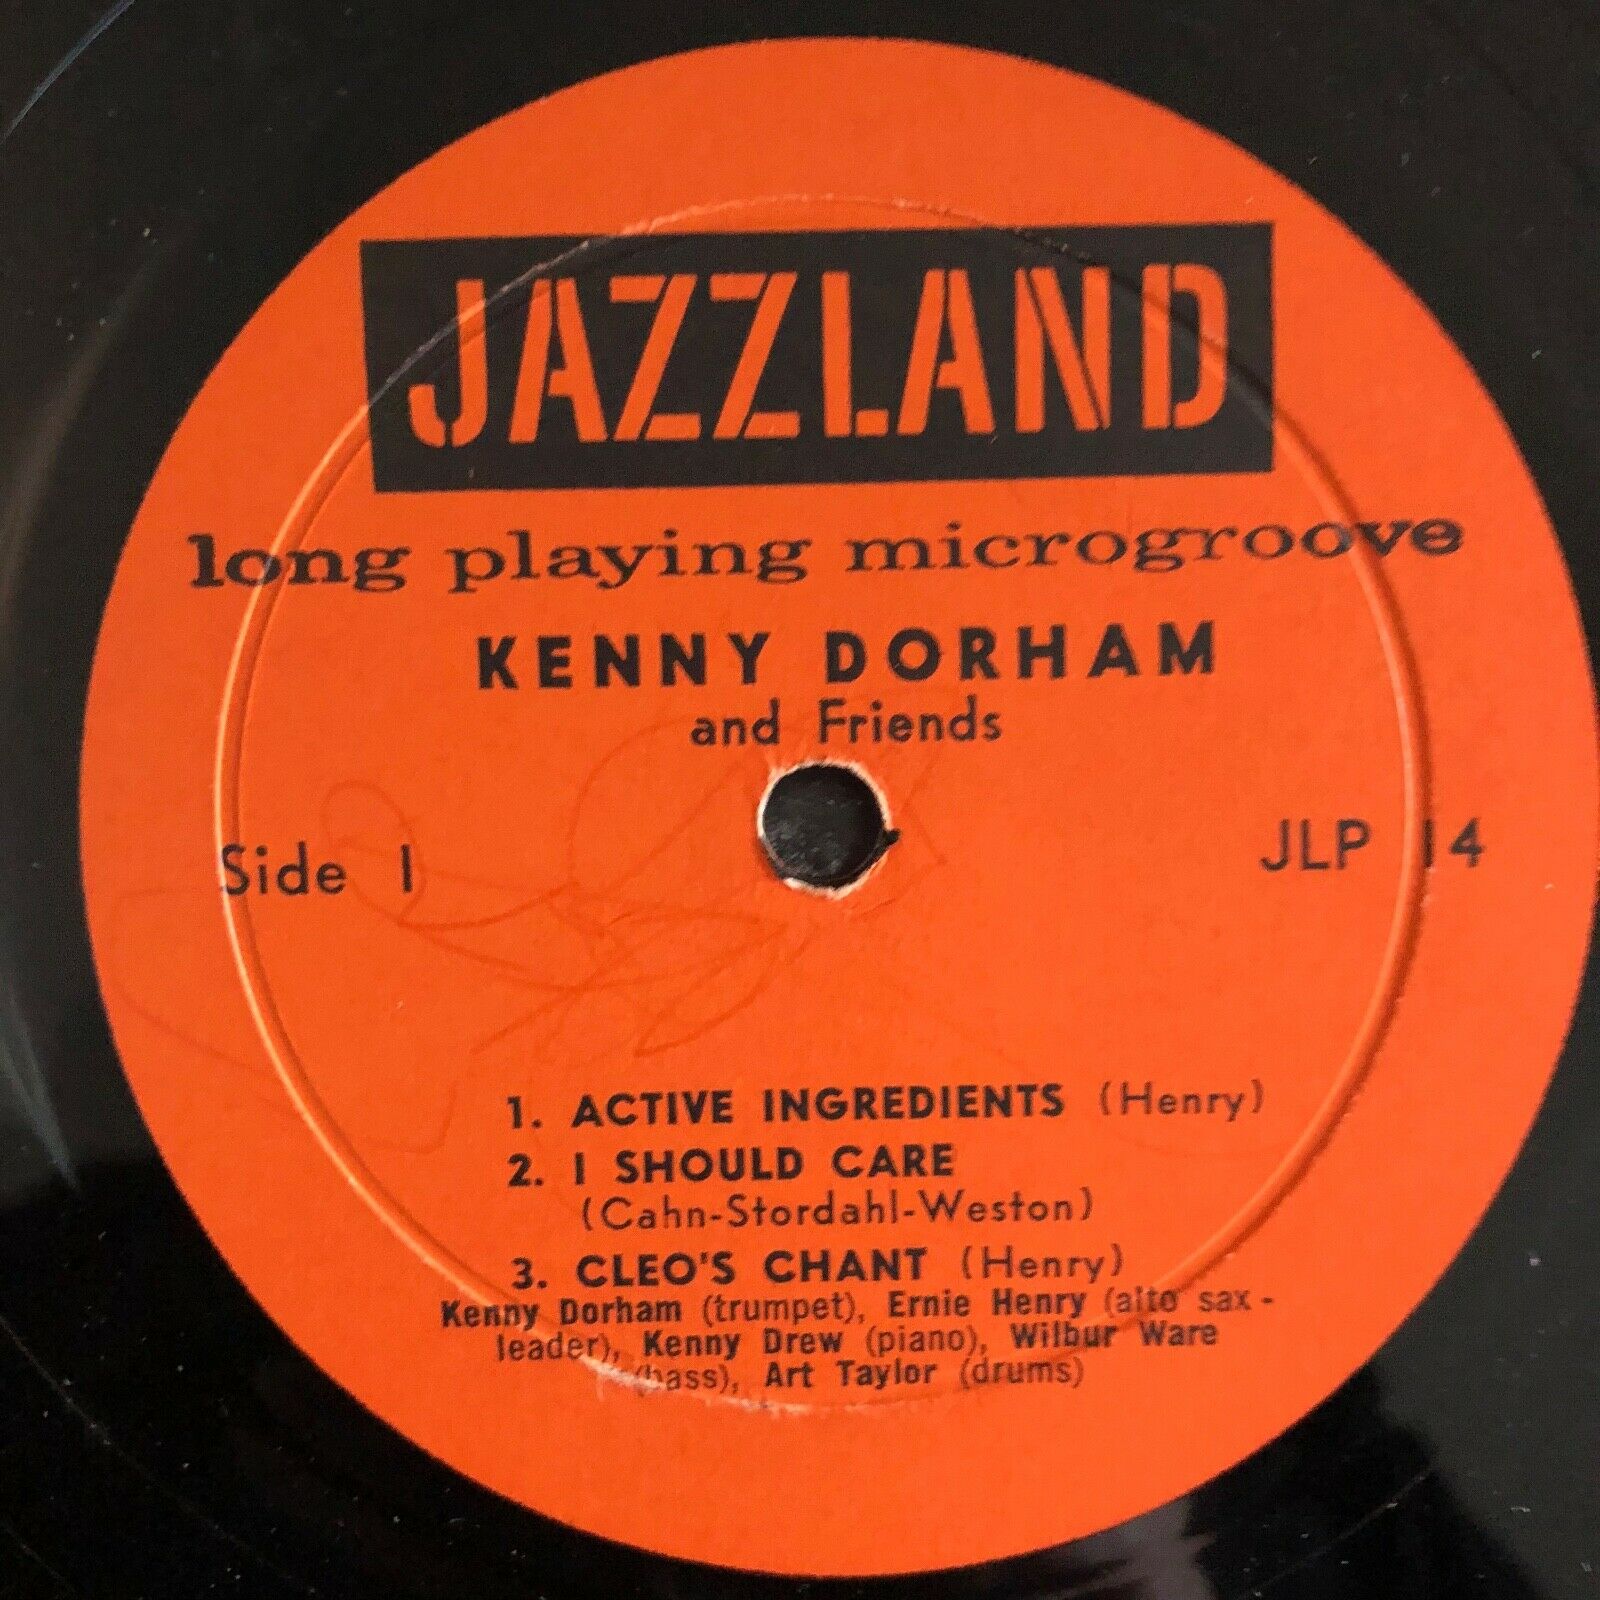 JAZZLAND
long playing microgroove
KENNY DORHAM
and Friends
Side 1
JLP 14
1. ACTIVE INGREDIENTS (Henry)
2. I SHOULD CARE
(Cahn-Stordahl-Weston)
3. CLEO'S CHANT (Henry)
Kenny Dorham (trumpet), Ernie Henry (alto sax -
leader), Kenny Drew (piano), Wilbur Ware
(bass), Art Taylor (drums)